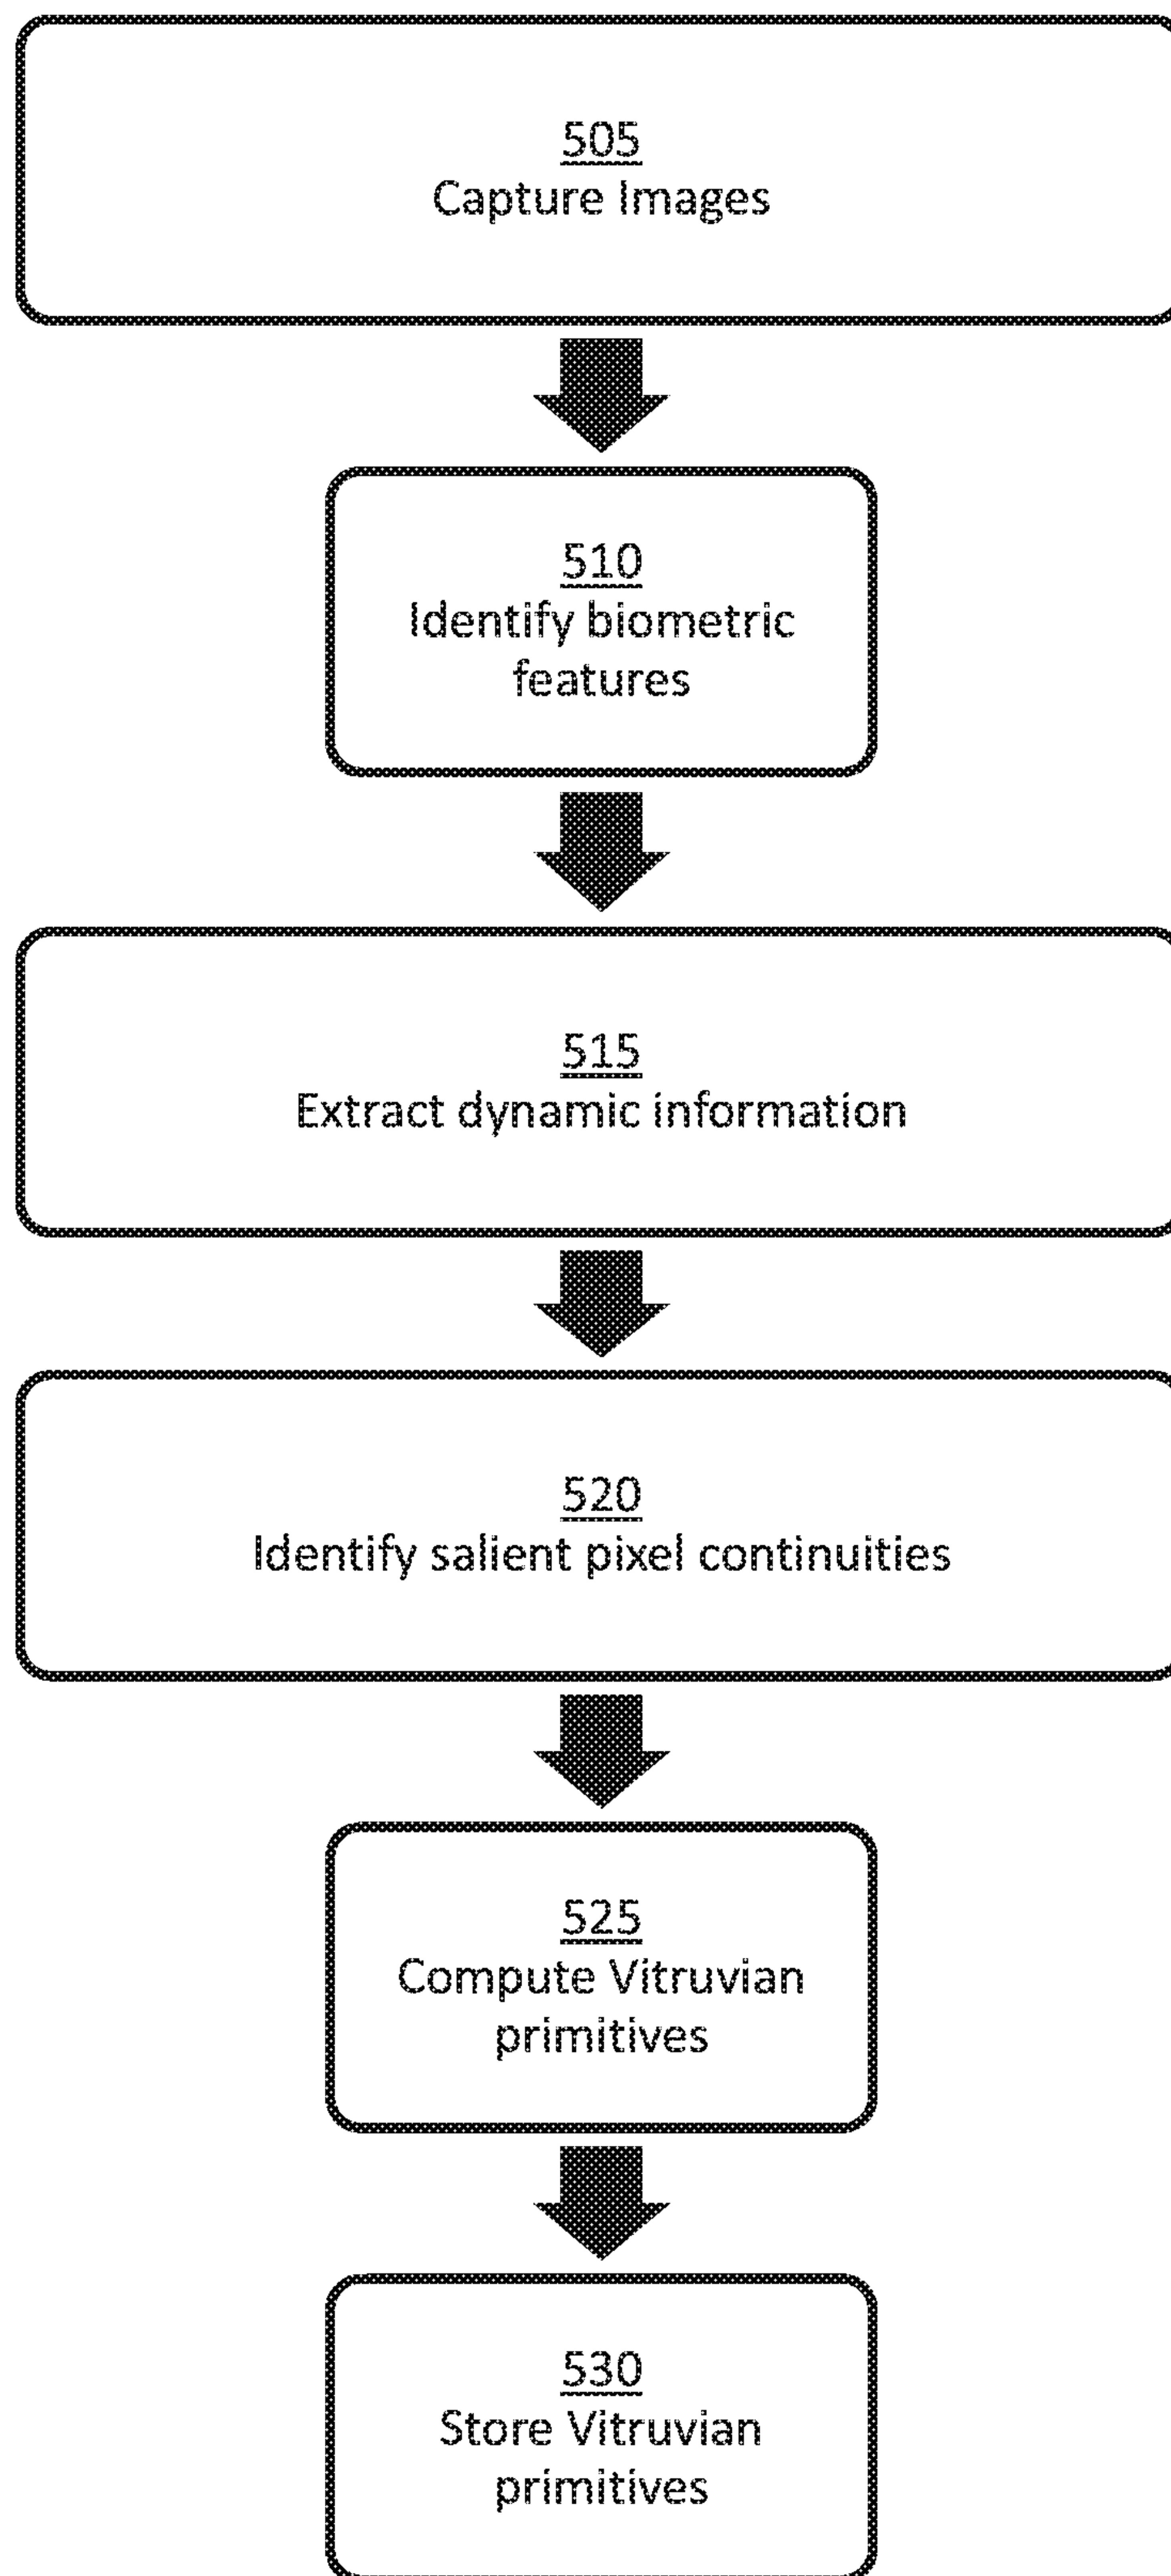 505
Capture Images
510
Identify biometric
features
515
Extract dynamic information
520
Identify salient pixel continuities
525
Compute Vitruvian
primitives
530
Store Vitruvian
primitives